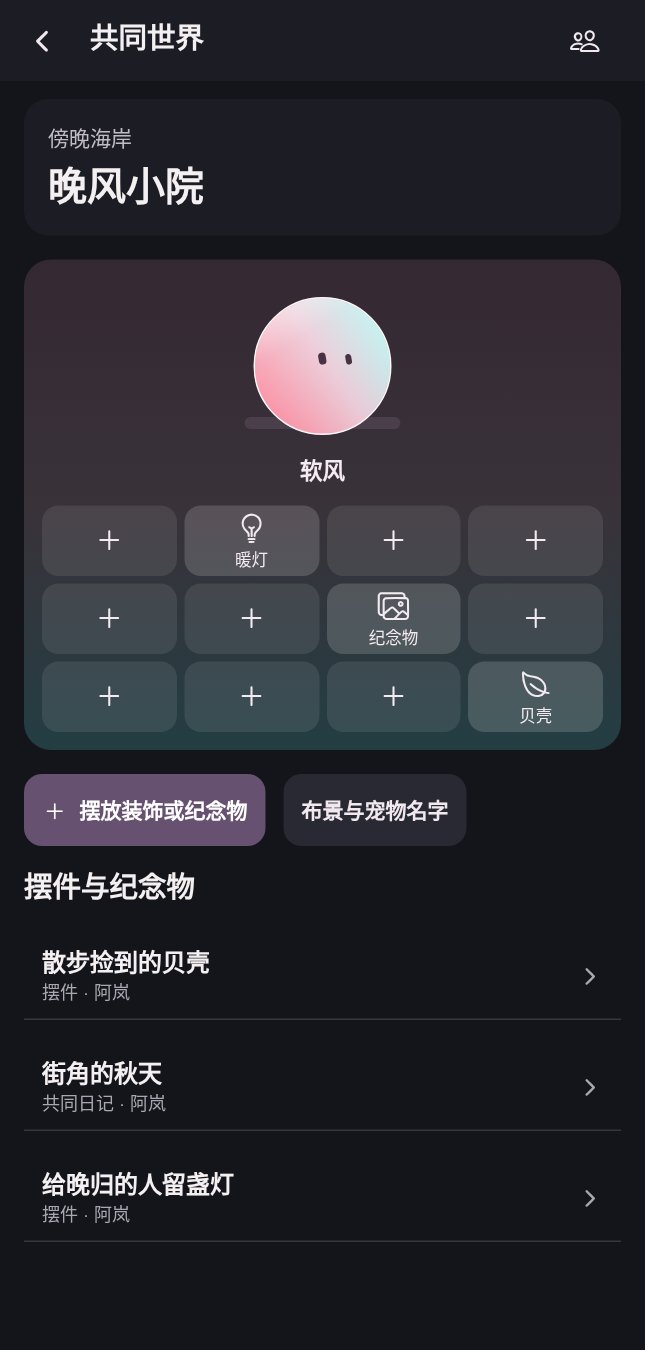 共同世界
傍晚海岸
晚风小院
软风
暖灯
纪念物
贝壳
摆放装饰或纪念物
布景与宠物名字
摆件与纪念物
散步捡到的贝壳
摆件 · 阿岚
街角的秋天
共同日记 · 阿岚
给晚归的人留盏灯
摆件 · 阿岚